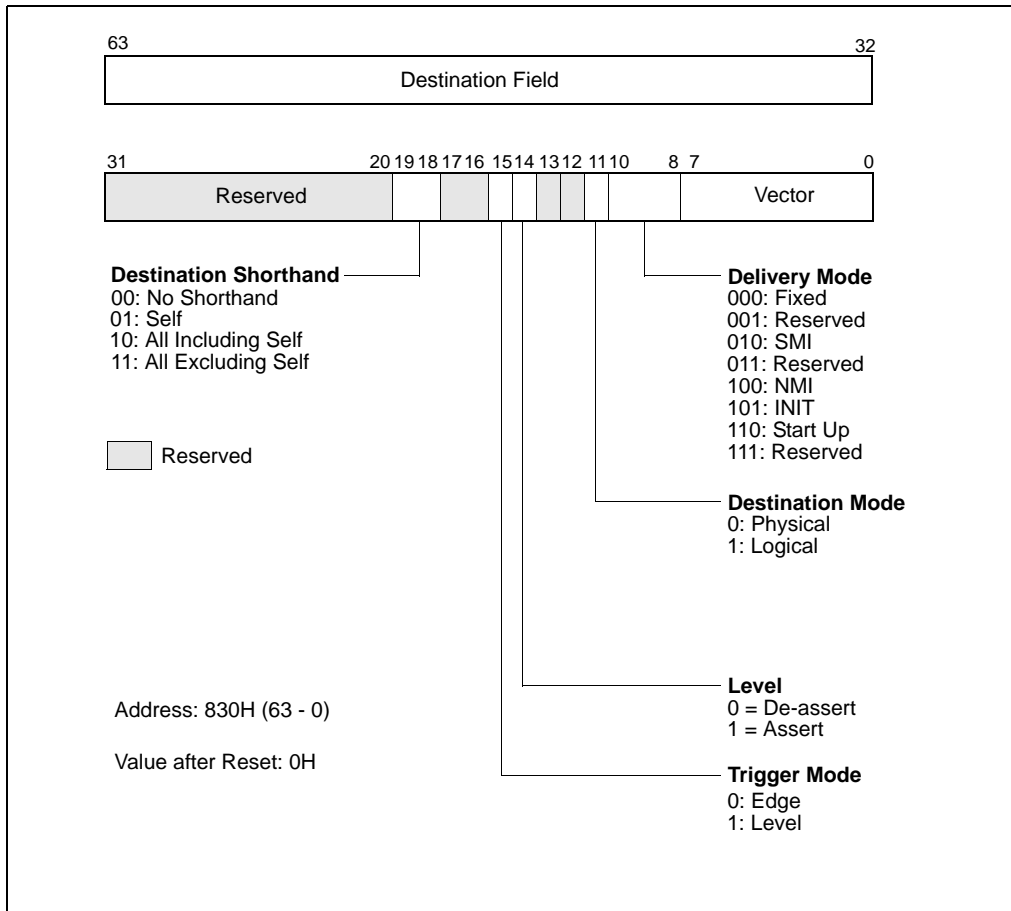 63 32
Destination Field
31 20 19 18 17 16 15 14 13 12 11 10 8 7 0
Reserved Vector
Destination Shorthand
00: No Shorthand
01: Self
10: All Including Self
11: All Excluding Self
Reserved
Delivery Mode
000: Fixed
001: Reserved
010: SMI
011: Reserved
100: NMI
101: INIT
110: Start Up
111: Reserved
Destination Mode
0: Physical
1: Logical
Level
0 = De-assert
1 = Assert
Address: 830H (63 - 0)
Value after Reset: 0H
Trigger Mode
0: Edge
1: Level